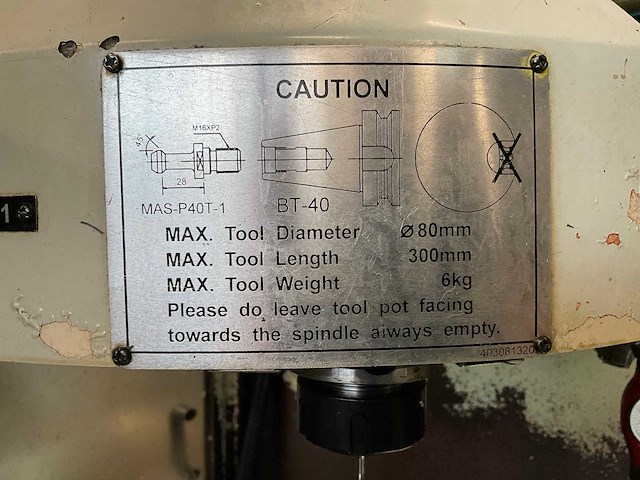 CAUTION
M16XP2
45°
28
MAS-P40T-1
BT-40
MAX. Tool Diameter Ø80mm
MAX. Tool Length 300mm
MAX. Tool Weight 6kg
Please do leave tool pot facing
towards the spindle always empty.
1